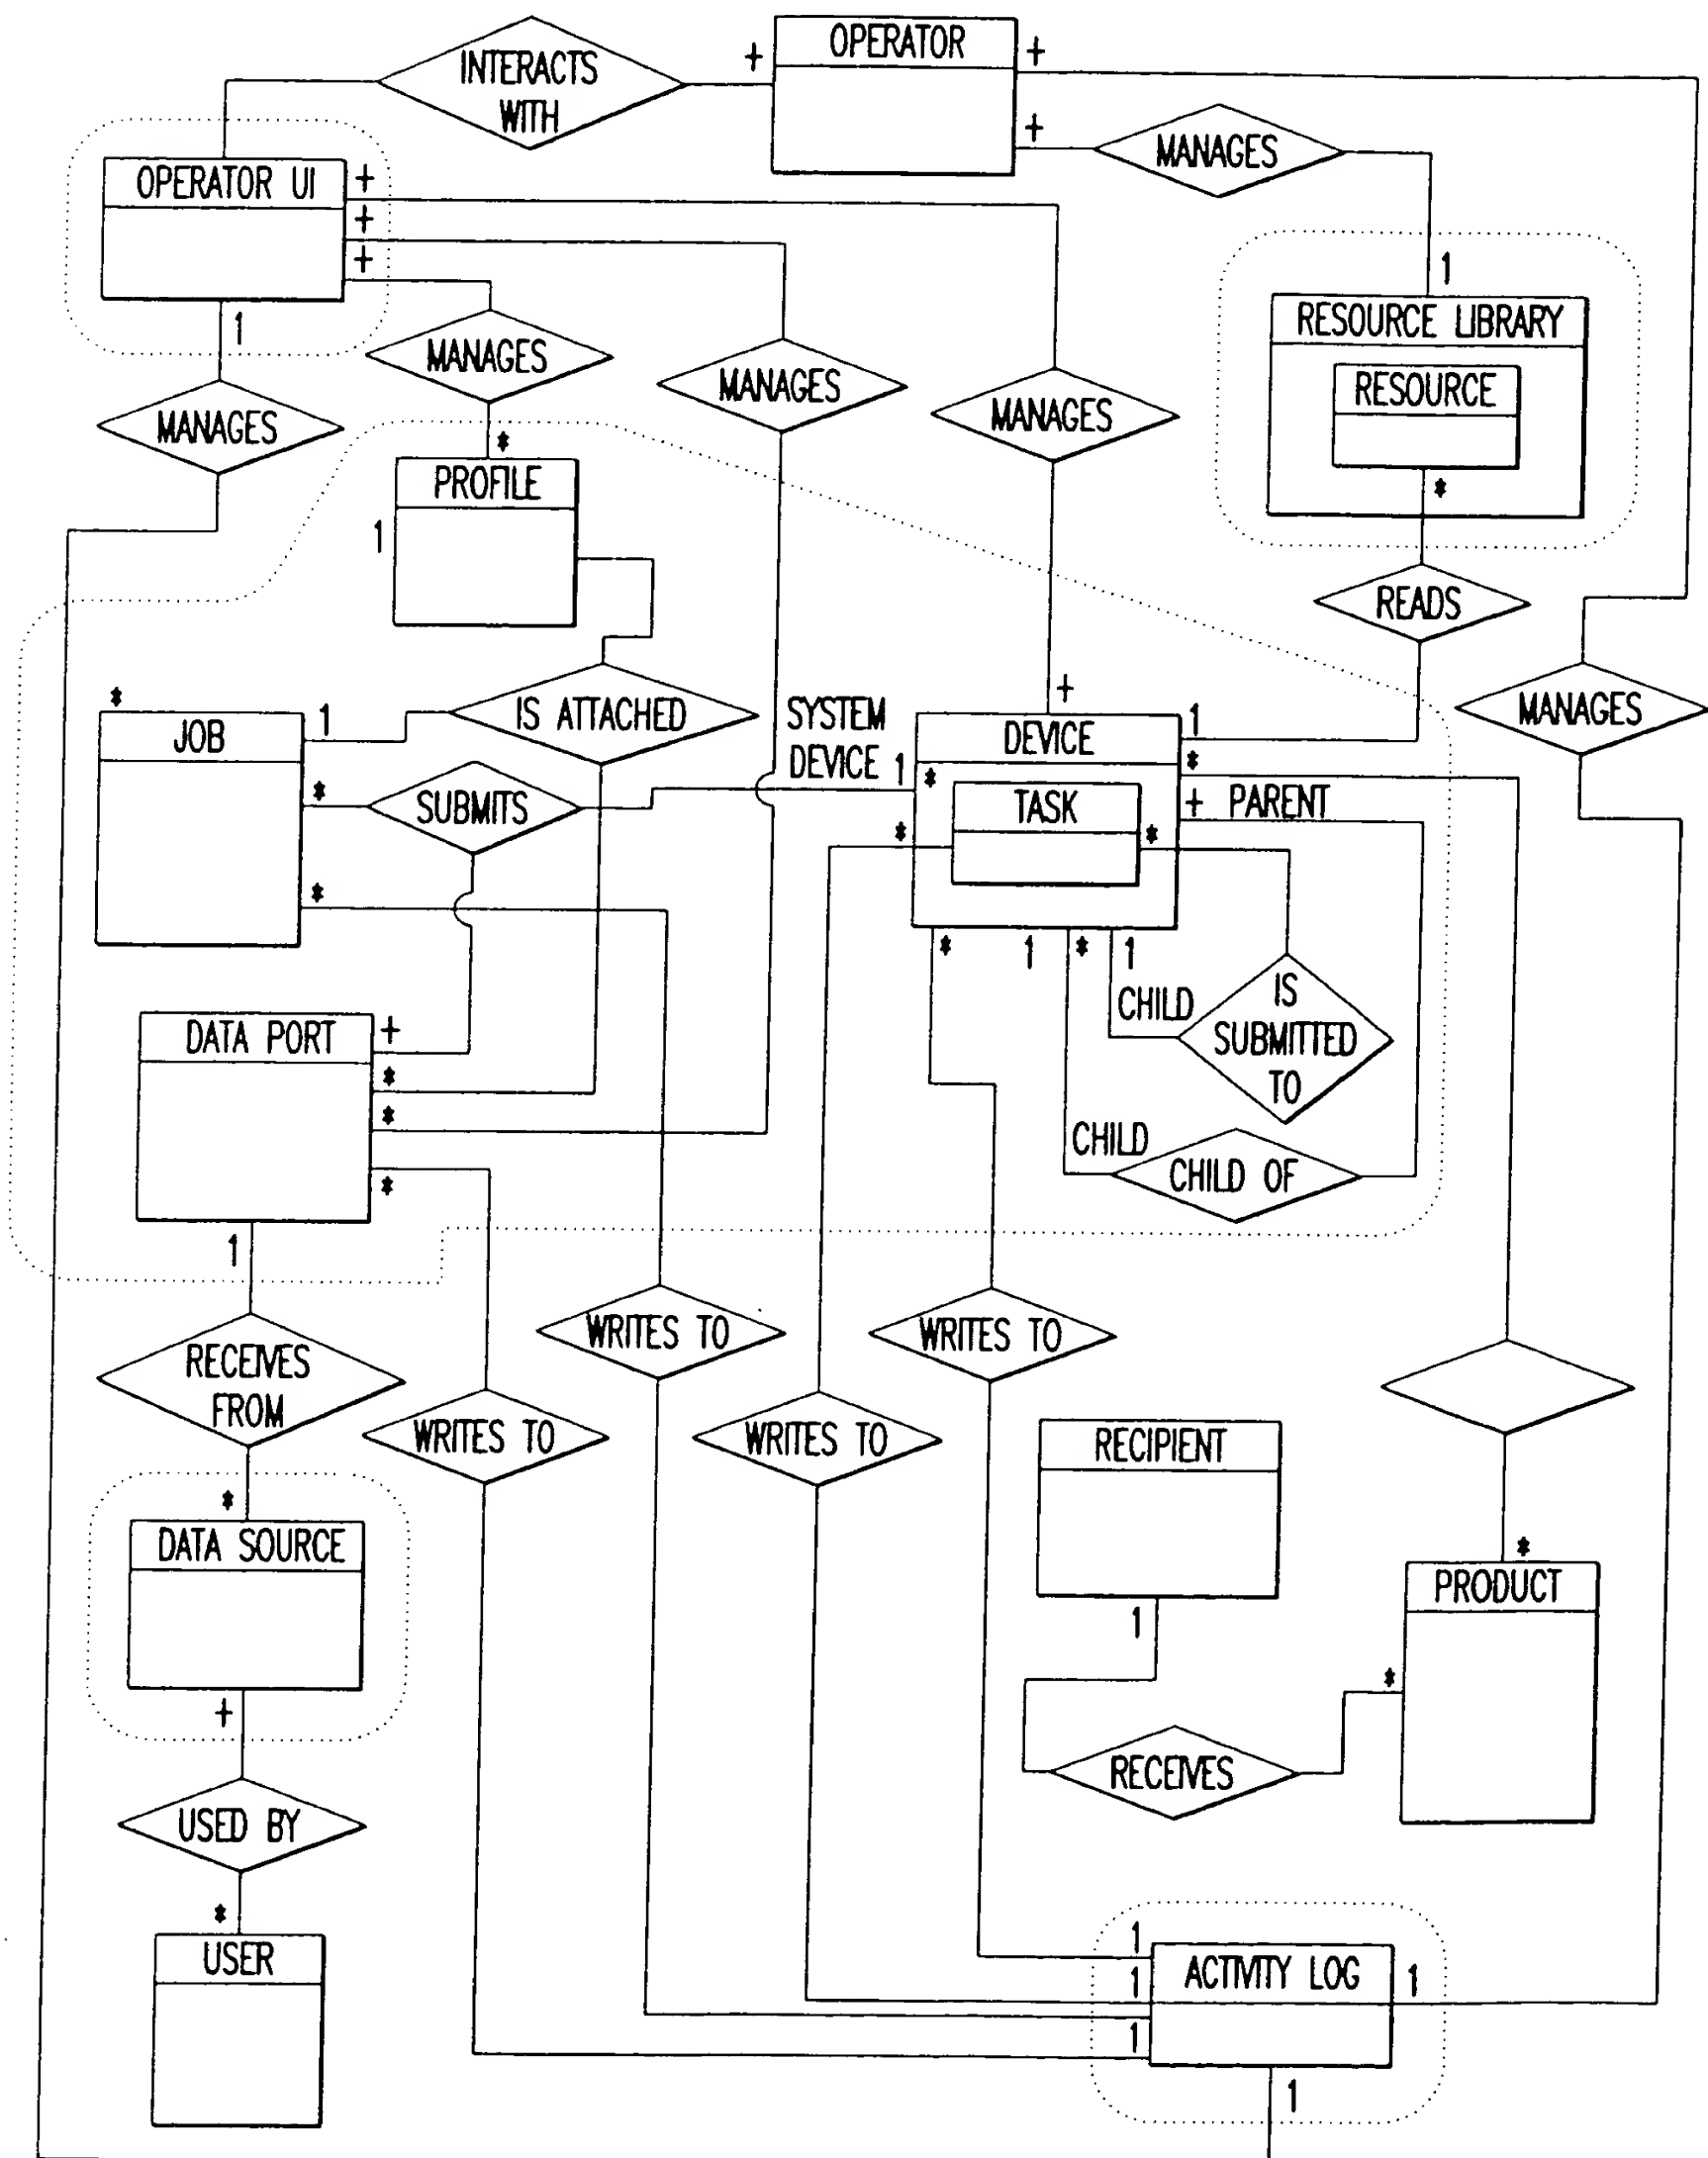 INTERACTS
WITH
+
OPERATOR
+
+
MANAGES
OPERATOR UI
+
+
+
1
1
RESOURCE LIBRARY
RESOURCE
*
MANAGES
MANAGES
MANAGES
MANAGES
*
PROFILE
1
READS
MANAGES
*
JOB
1
IS ATTACHED
*
SUBMITS
*
SYSTEM
DEVICE
1
+
DEVICE
1
*
*
TASK
*
*
+ PARENT
*
1
*
1
CHILD
IS
SUBMITTED
TO
CHILD
CHILD OF
DATA PORT
+
*
*
*
1
RECEIVES
FROM
WRITES TO
WRITES TO
WRITES TO
WRITES TO
*
DATA SOURCE
+
RECIPIENT
1
*
PRODUCT
*
RECEIVES
USED BY
*
USER
1
1
1
ACTIVITY LOG
1
1